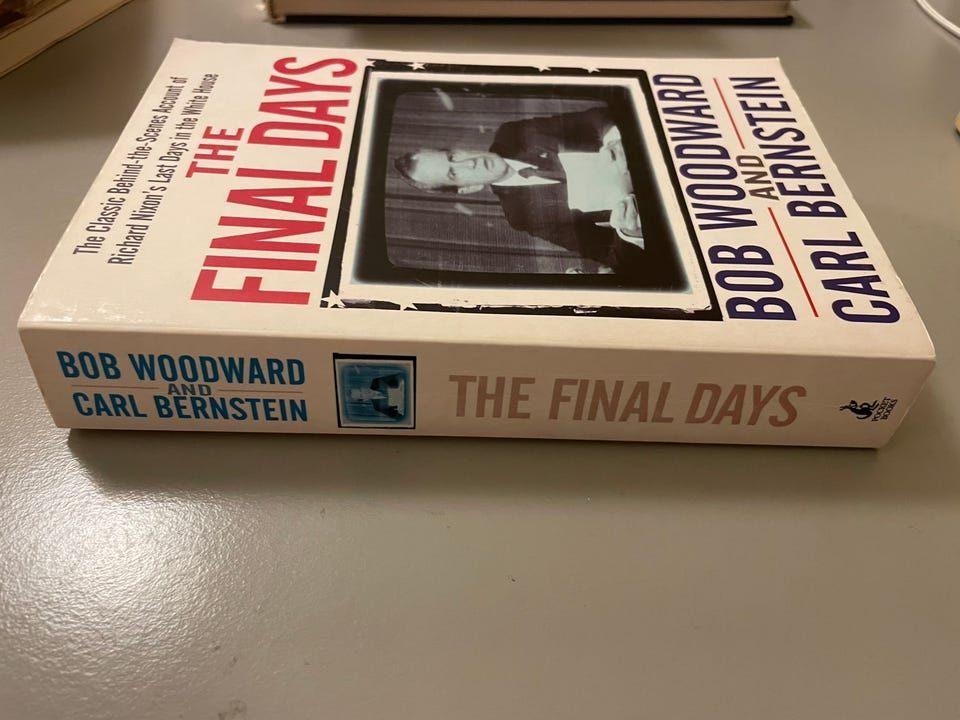 The Classic Behind-the-Scenes Account of
Richard Nixon's Last Days in the White House
THE
FINAL DAYS
BOB WOODWARD
AND
CARL BERNSTEIN
BOB WOODWARD
AND
CARL BERNSTEIN
THE FINAL DAYS
POCKET
BOOKS